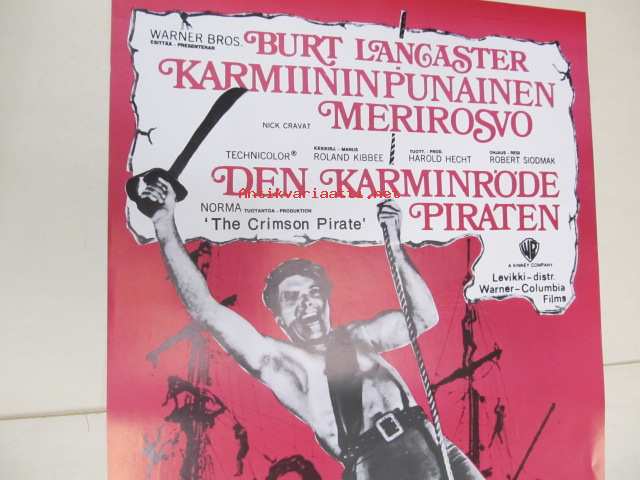 WARNER BROS.
ESITTÄÄ - PRESENTERAR
BURT LANCASTER
KARMIININPUNAINEN
MERIROSVO
NICK CRAVAT
TECHNICOLOR®
KÄSIKIRJ. - MANUS
ROLAND KIBBEE
TUOTT. - PROD.
HAROLD HECHT
OHJAUS - REGI
ROBERT SIODMAK
DEN KARMINRÖDE
PIRATEN
Antikvariaatti.net
NORMA TUOTANTOA - PRODUKTION
'The Crimson Pirate'
WB
A KINNEY COMPANY
Levikki-distr.
Warner-Columbia
Films